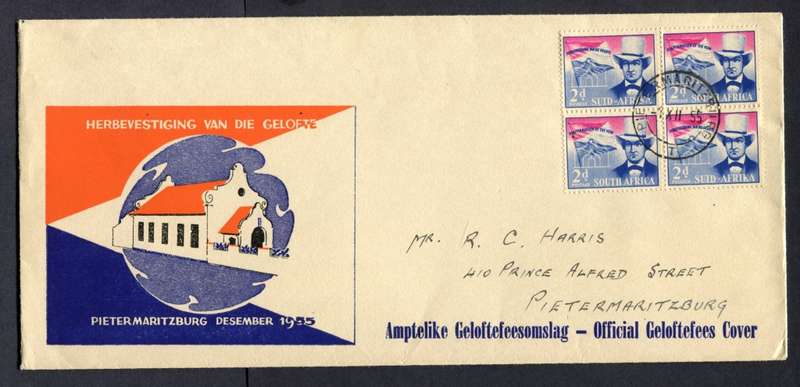 HERBEVESTIGING VAN DIE GELOFTE
PIETERMARITZBURG DESEMBER 1955
2d SUID-AFRIKA
2d SOUTH AFRICA
2d SOUTH AFRICA
2d SUID-AFRIKA
MR. R. C. HARRIS
410 PRINCE ALFRED STREET
PIETERMARITZBURG
Amptelike Geloftefeesomslag – Official Geloftefees Cover